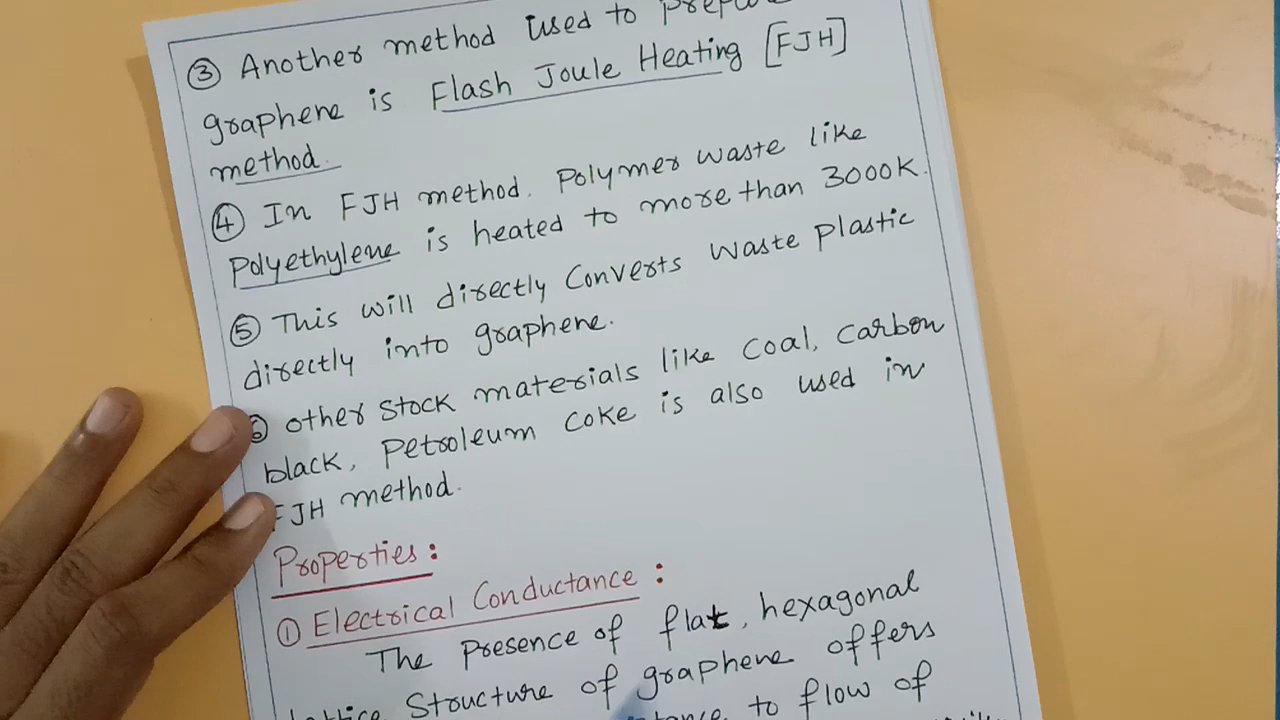 ③ Another method used to
graphene is Flash Joule Heating [FJH]
method.
④ In FJH method. Polymer waste like
Polyethylene is heated to more than 3000K.
⑤ This will directly Converts waste plastic
directly into graphene.
⑥ other stock materials like coal, carbon
black, Petroleum coke is also used in
FJH method.
Properties:
① Electrical Conductance:
The Presence of flat, hexagonal
Structure of graphene offers
to flow of